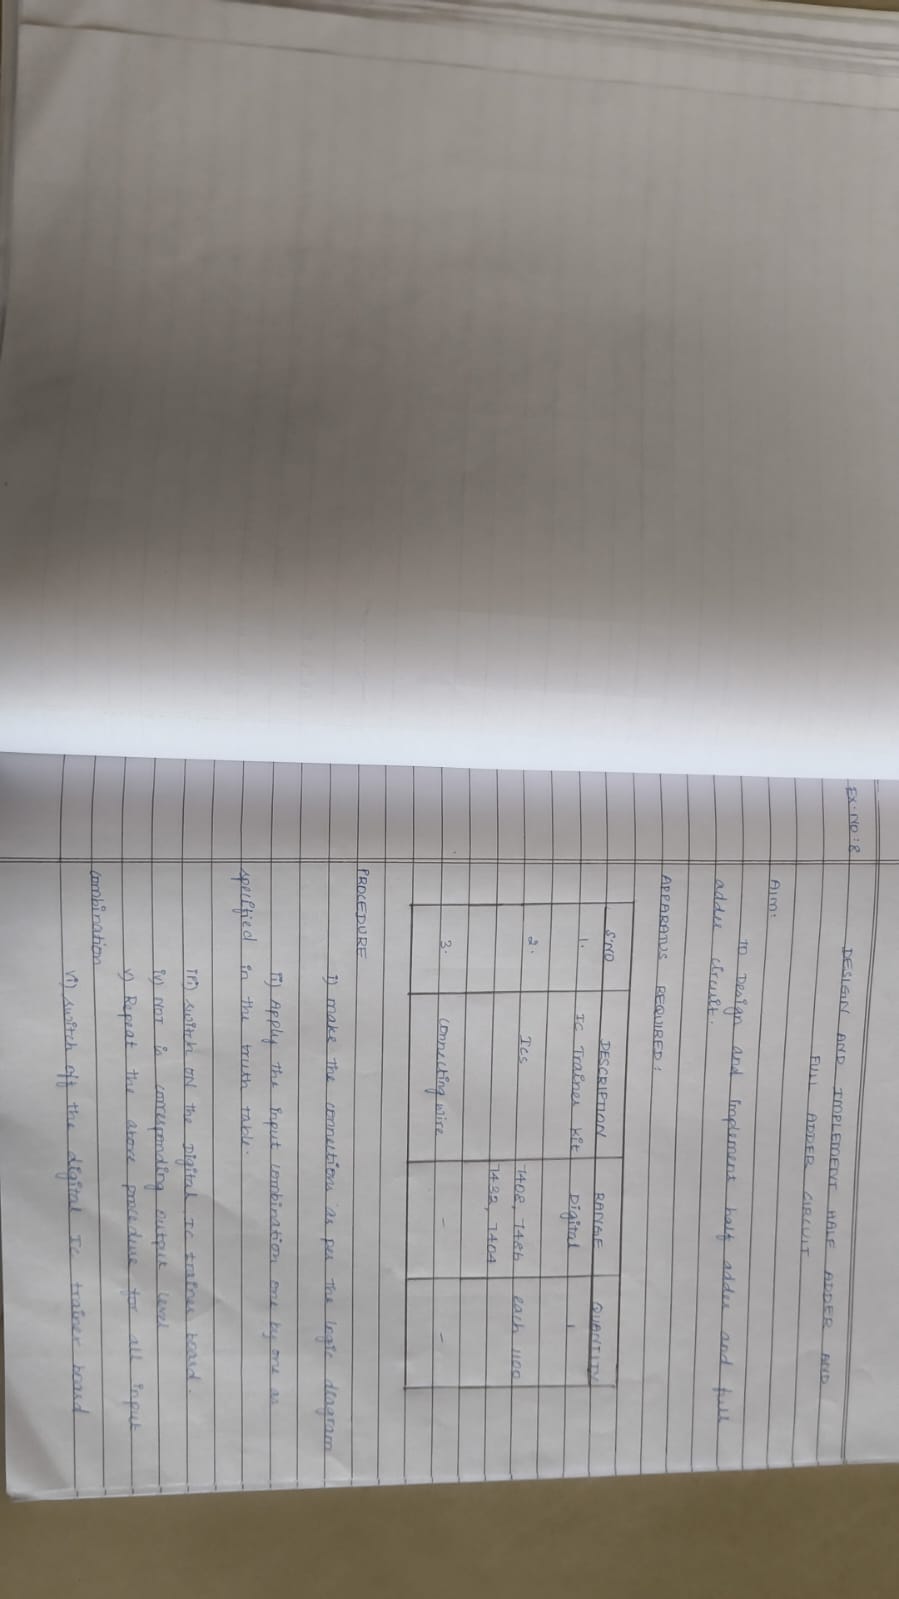 EX.NO:8
DESIGN AND IMPLEMENT HALF ADDER AND
FULL ADDER CIRCUIT
AIM:
TO Design and implement half adder and full
adder circuit.
APPARATUS REQUIRED:
S.NO DESCRIPTION RANGE QUANTITY
1. IC Trainer kit Digital 1
2. ICs 7408, 7486 each
7432, 7404
3. connecting wire - -
PROCEDURE
i) make the connections as per the logic diagram
ii) Apply the input combination one by one as
specified in the truth table.
iii) switch on the Digital Ic trainer board.
iv) Not is corresponding output level
v) Repeat the above procedure for all input
combination
vi) switch off the digital Ic trainer board